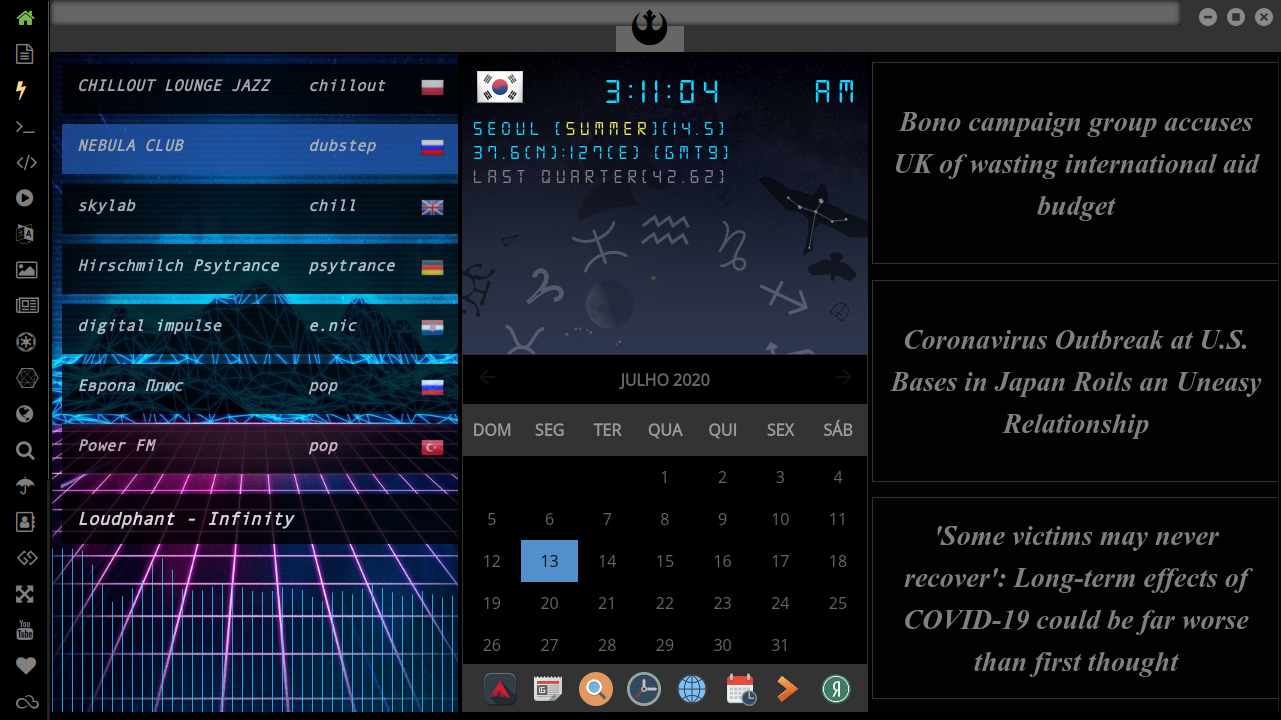 CHILLOUT LOUNGE JAZZ chillout
NEBULA CLUB dubstep
skylab chill
Hirschmilch Psytrance psytrance
digital impulse e.nic
Европа Плюс pop
Power FM pop
Loudphant - Infinity
3:11:04 AM
SEOUL [SUMMER][14.5]
37.6(N):127(E) [GMT9]
LAST QUARTER[42.62]
JULHO 2020
DOM SEG TER QUA QUI SEX SÁB
1 2 3 4
5 6 7 8 9 10 11
12 13 14 15 16 17 18
19 20 21 22 23 24 25
26 27 28 29 30 31
Bono campaign group accuses
UK of wasting international aid
budget
Coronavirus Outbreak at U.S.
Bases in Japan Roils an Uneasy
Relationship
'Some victims may never
recover': Long-term effects of
COVID-19 could be far worse
than first thought
You
Tube